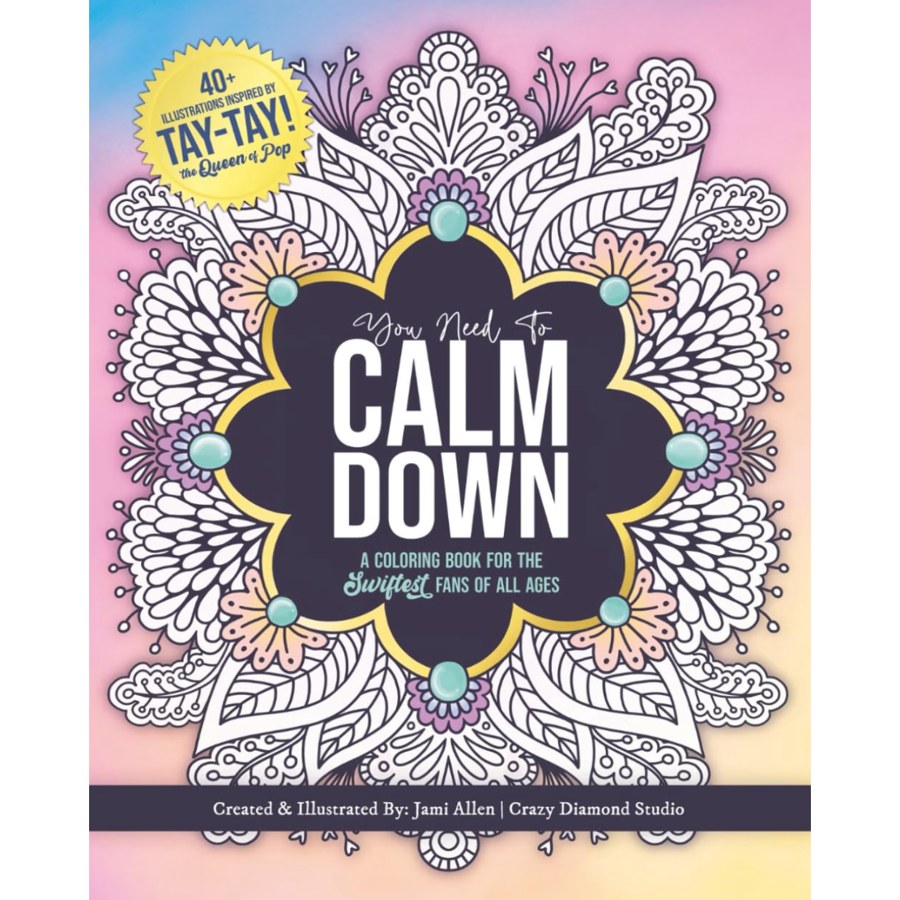 40+
ILLUSTRATIONS INSPIRED BY
TAY-TAY!
the Queen of Pop
You Need To
CALM
DOWN
A COLORING BOOK FOR THE
Swiftest FANS OF ALL AGES
Created & Illustrated By: Jami Allen | Crazy Diamond Studio